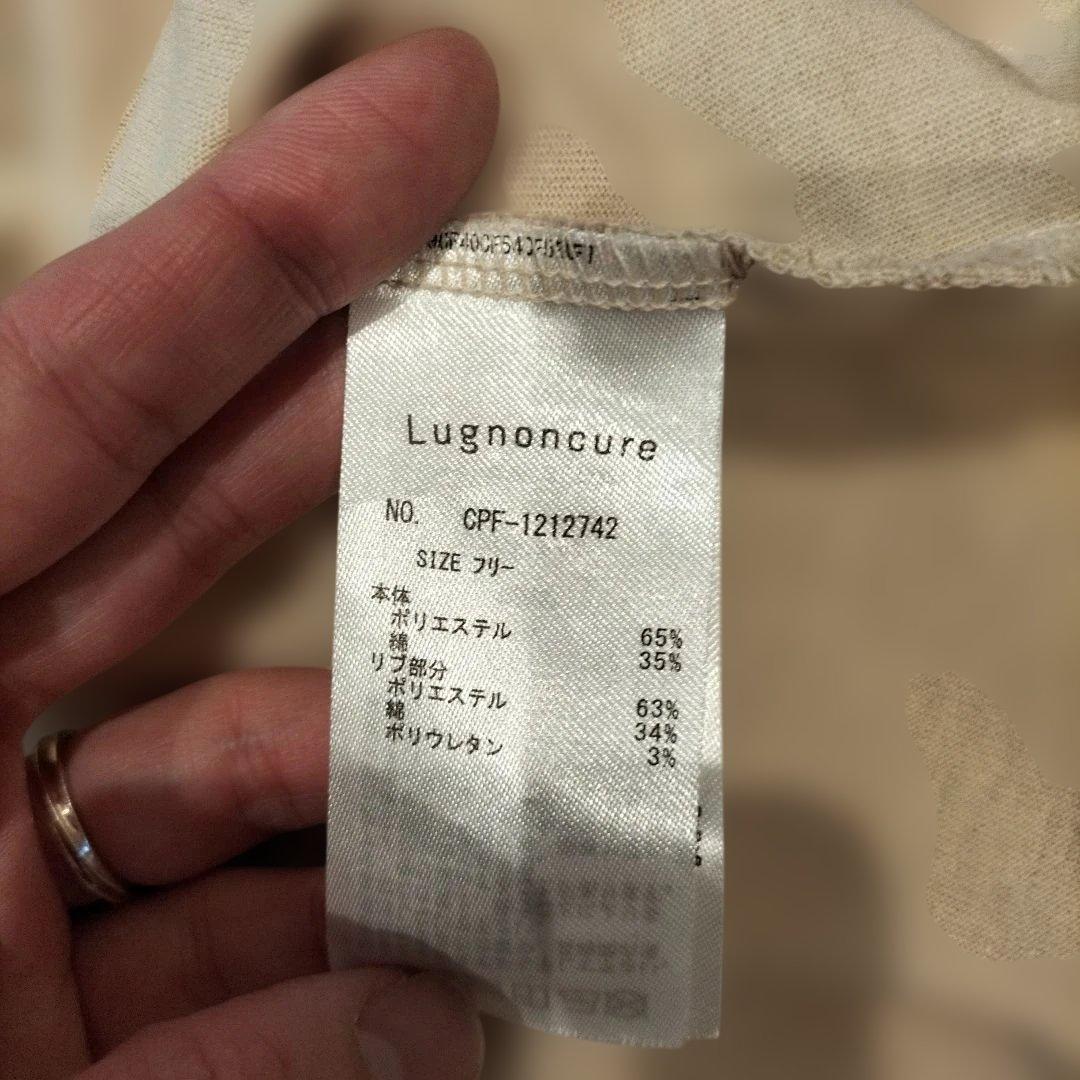 Lugnoncure
NO. CPF-1212742
SIZE フリー
本体
ポリエステル 65%
綿 35%
リブ部分
ポリエステル 63%
綿 34%
ポリウレタン 3%